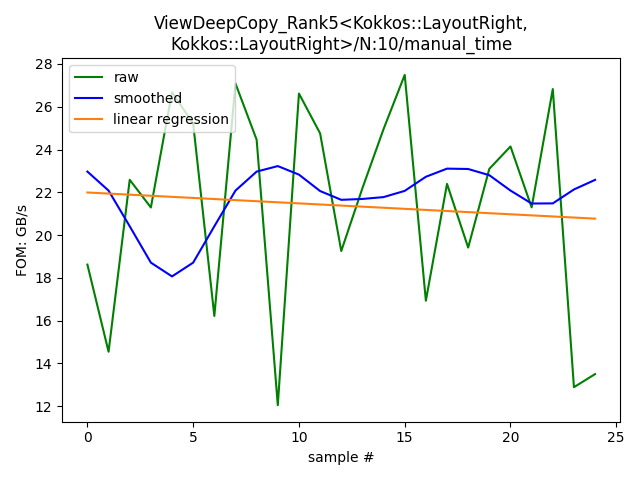 ViewDeepCopy_Rank5<Kokkos::LayoutRight,
Kokkos::LayoutRight>/N:10/manual_time
raw
smoothed
linear regression
FOM: GB/s
28
26
24
22
20
18
16
14
12
0
5
10
15
20
25
sample #